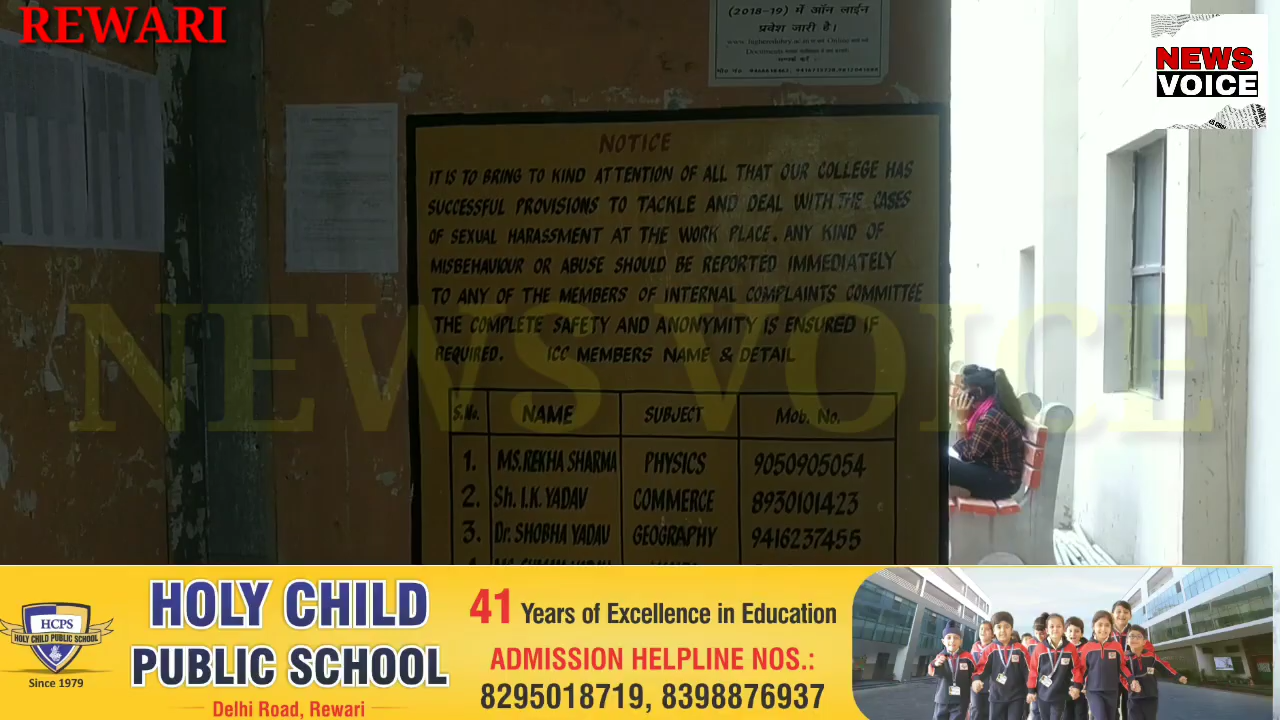 REWARI
(2018-19) में ऑन लाईन
प्रवेश जारी है।
NEWS
VOICE
NOTICE
IT IS TO BRING TO KIND ATTENTION OF ALL THAT OUR COLLEGE HAS
SUCCESSFUL PROVISIONS TO TACKLE AND DEAL WITH THE CASES
OF SEXUAL HARASSMENT AT THE WORK PLACE. ANY KIND OF
MISBEHAVIOUR OR ABUSE SHOULD BE REPORTED IMMEDIATELY
TO ANY OF THE MEMBERS OF INTERNAL COMPLAINTS COMMITTEE
THE COMPLETE SAFETY AND ANONYMITY IS ENSURED IF
REQUIRED. ICC MEMBERS NAME & DETAIL
NEWS VOICE
S.No. NAME SUBJECT Mob. No.
1. MS. REKHA SHARMA PHYSICS 9050905054
2. Sh. I.K. YADAV COMMERCE 8930101423
3. Dr. SHOBHA YADAV GEOGRAPHY 9416237455
HCPS
HOLY CHILD PUBLIC SCHOOL
Since 1979
HOLY CHILD
PUBLIC SCHOOL
Delhi Road, Rewari
41 Years of Excellence in Education
ADMISSION HELPLINE NOS.:
8295018719, 8398876937